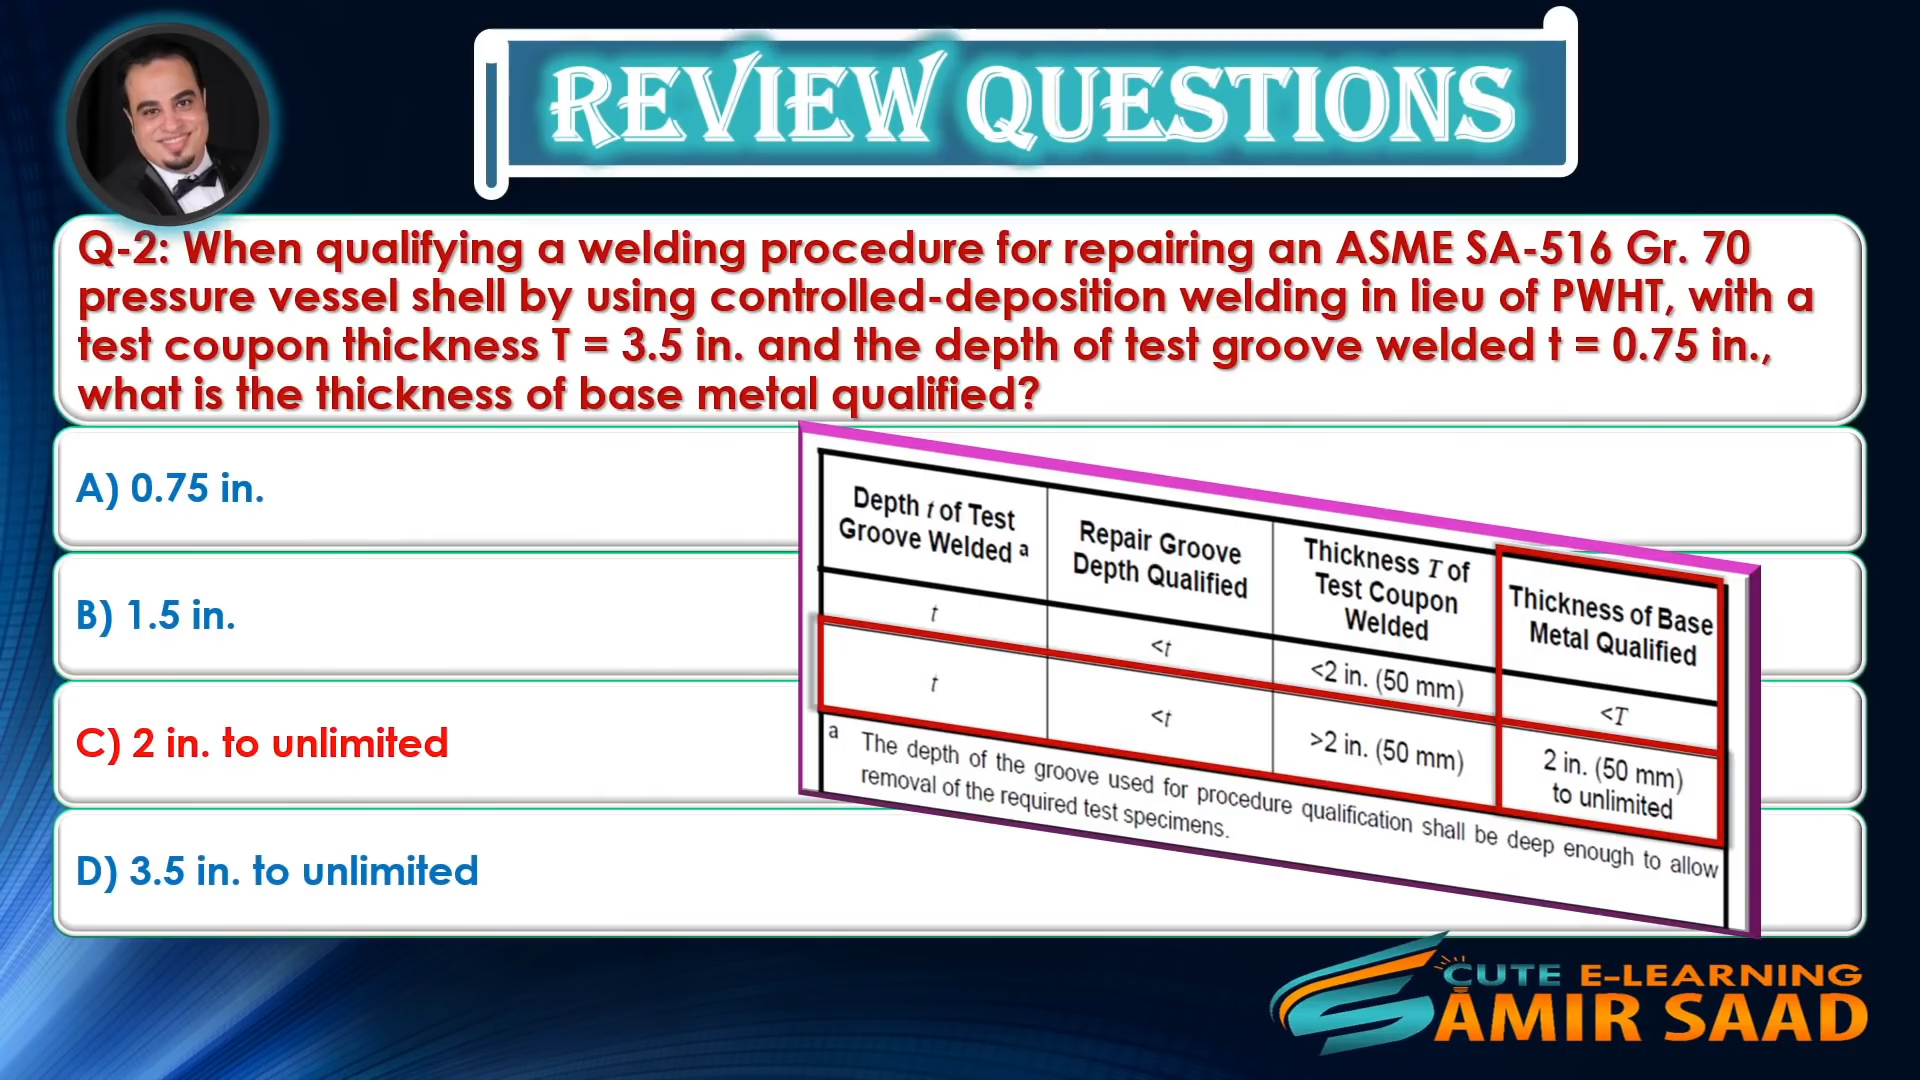 REVIEW QUESTIONS
Q-2: When qualifying a welding procedure for repairing an ASME SA-516 Gr. 70
pressure vessel shell by using controlled-deposition welding in lieu of PWHT, with a
test coupon thickness T = 3.5 in. and the depth of test groove welded t = 0.75 in.,
what is the thickness of base metal qualified?
A) 0.75 in.
B) 1.5 in.
C) 2 in. to unlimited
D) 3.5 in. to unlimited
Depth t of Test
Groove Welded a
Repair Groove
Depth Qualified
Thickness T of
Test Coupon
Welded
Thickness of Base
Metal Qualified
t
<t
<2 in. (50 mm)
<T
t
<t
>2 in. (50 mm)
2 in. (50 mm)
to unlimited
a The depth of the groove used for procedure qualification shall be deep enough to allow
removal of the required test specimens.
CUTE E-LEARNING
AMIR SAAD